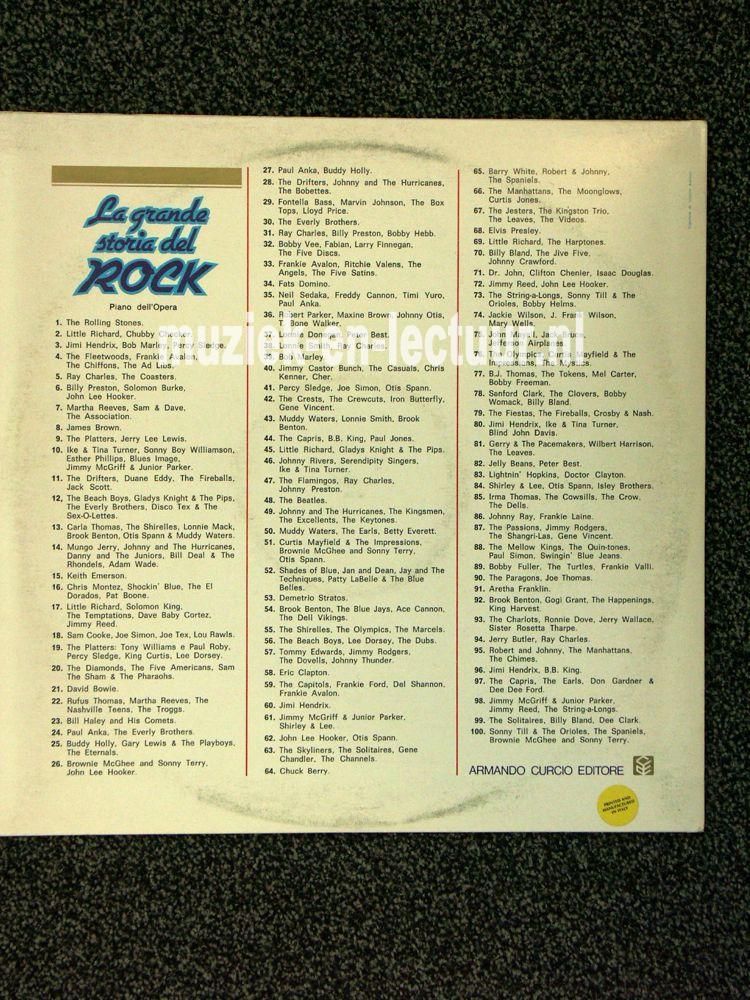 La grande
storia del
ROCK
Piano dell'Opera
1. The Rolling Stones.
2. Little Richard, Chubby Checker.
3. Jimi Hendrix, Bob Marley, Percy Sledge.
4. The Fleetwoods, Frankie Avalon,
The Chiffons, The Ad Libs.
5. Ray Charles, The Coasters.
6. Billy Preston, Solomon Burke,
John Lee Hooker.
7. Martha Reeves, Sam & Dave,
The Association.
8. James Brown.
9. The Platters, Jerry Lee Lewis.
10. Ike & Tina Turner, Sonny Boy Williamson,
Esther Phillips, Blues Image,
Jimmy McGriff & Junior Parker.
11. The Drifters, Duane Eddy, The Fireballs,
Jack Scott.
12. The Beach Boys, Gladys Knight & The Pips,
The Everly Brothers, Disco Tex & The
Sex-O-Lettes.
13. Carla Thomas, The Shirelles, Lonnie Mack,
Brook Benton, Otis Spann & Muddy Waters.
14. Mungo Jerry, Johnny and The Hurricanes,
Danny and The Juniors, Bill Deal & The
Rhondels, Adam Wade.
15. Keith Emerson.
16. Chris Montez, Shockin' Blue, The El
Dorados, Pat Boone.
17. Little Richard, Solomon King,
The Temptations, Dave Baby Cortez,
Jimmy Reed.
18. Sam Cooke, Joe Simon, Joe Tex, Lou Rawls.
19. The Platters: Tony Williams e Paul Roby,
Percy Sledge, King Curtis, Lee Dorsey.
20. The Diamonds, The Five Americans, Sam
The Sham & The Pharaohs.
21. David Bowie.
22. Rufus Thomas, Martha Reeves, The
Nashville Teens, The Troggs.
23. Bill Haley and His Comets.
24. Paul Anka, The Everly Brothers.
25. Buddy Holly, Gary Lewis & The Playboys,
The Eternals.
26. Brownie McGhee and Sonny Terry,
John Lee Hooker.
27. Paul Anka, Buddy Holly.
28. The Drifters, Johnny and The Hurricanes,
The Bobettes.
29. Fontella Bass, Marvin Johnson, The Box
Tops, Lloyd Price.
30. The Everly Brothers.
31. Ray Charles, Billy Preston, Bobby Hebb.
32. Bobby Vee, Fabian, Larry Finnegan,
The Five Discs.
33. Frankie Avalon, Ritchie Valens, The
Angels, The Five Satins.
34. Fats Domino.
35. Neil Sedaka, Freddy Cannon, Timi Yuro,
Paul Anka.
36. Robert Parker, Maxine Brown, Johnny Otis,
T. Bone Walker.
37. Lonnie Donegan, Peter Best.
38. Lonnie Smith, Ray Charles.
39. Bob Marley.
40. Jimmy Castor Bunch, The Casuals, Chris
Kenner, Cher.
41. Percy Sledge, Joe Simon, Otis Spann.
42. The Crests, The Crewcuts, Iron Butterfly,
Gene Vincent.
43. Muddy Waters, Lonnie Smith, Brook
Benton.
44. The Capris, B.B. King, Paul Jones.
45. Little Richard, Gladys Knight & The Pips.
46. Johnny Rivers, Serendipity Singers,
Ike & Tina Turner.
47. The Flamingos, Ray Charles,
Johnny Preston.
48. The Beatles.
49. Johnny and The Hurricanes, The Kingsmen,
The Excellents, The Keytones.
50. Muddy Waters, The Earls, Betty Everett.
51. Curtis Mayfield & The Impressions,
Brownie McGhee and Sonny Terry,
Otis Spann.
52. Shades of Blue, Jan and Dean, Jay and The
Techniques, Patty LaBelle & The Blue
Belles.
53. Demetrio Stratos.
54. Brook Benton, The Blue Jays, Ace Cannon,
The Dell Vikings.
55. The Shirelles, The Olympics, The Marcels.
56. The Beach Boys, Lee Dorsey, The Dubs.
57. Tommy Edwards, Jimmy Rodgers,
The Dovells, Johnny Thunder.
58. Eric Clapton.
59. The Capitols, Frankie Ford, Del Shannon,
Frankie Avalon.
60. Jimi Hendrix.
61. Jimmy McGriff & Junior Parker,
Shirley & Lee.
62. John Lee Hooker, Otis Spann.
63. The Skyliners, The Solitaires, Gene
Chandler, The Channels.
64. Chuck Berry.
65. Barry White, Robert & Johnny,
The Spaniels.
66. The Manhattans, The Moonglows,
Curtis Jones.
67. The Jesters, The Kingston Trio,
The Leaves, The Videos.
68. Elvis Presley.
69. Little Richard, The Harptones.
70. Billy Bland, The Jive Five,
Johnny Crawford.
71. Dr. John, Clifton Chenier, Isaac Douglas.
72. Jimmy Reed, John Lee Hooker.
73. The String-a-Longs, Sonny Till & The
Orioles, Bobby Helms.
74. Jackie Wilson, J. Frank Wilson,
Mary Wells.
75. Jack Bruce,
Jefferson Airplane.
76. The Olympics, Curtis Mayfield & The
Impressions, The Mystics.
77. B.J. Thomas, The Tokens, Mel Carter,
Bobby Freeman.
78. Sanford Clark, The Clovers, Bobby
Womack, Billy Bland.
79. The Fiestas, The Fireballs, Crosby & Nash.
80. Jimi Hendrix, Ike & Tina Turner,
Blind John Davis.
81. Gerry & The Pacemakers, Wilbert Harrison,
The Leaves.
82. Jelly Beans, Peter Best.
83. Lightnin' Hopkins, Doctor Clayton.
84. Shirley & Lee, Otis Spann, Isley Brothers.
85. Irma Thomas, The Cowsills, The Crow,
The Dells.
86. Johnny Ray, Frankie Laine.
87. The Passions, Jimmy Rodgers,
The Shangri-Las, Gene Vincent.
88. The Mellow Kings, The Quin-tones,
Paul Simon, Swingin' Blue Jeans.
89. Bobby Fuller, The Turtles, Frankie Valli.
90. The Paragons, Joe Thomas.
91. Aretha Franklin.
92. Brook Benton, Gogi Grant, The Happenings,
King Harvest.
93. The Charlots, Ronnie Dove, Jerry Wallace,
Sister Rosetta Tharpe.
94. Jerry Butler, Ray Charles.
95. Robert and Johnny, The Manhattans,
The Chimes.
96. Jimi Hendrix, B.B. King.
97. The Capris, The Earls, Don Gardner &
Dee Dee Ford.
98. Jimmy McGriff & Junior Parker,
Jimmy Reed, The String-a-Longs.
99. The Solitaires, Billy Bland, Dee Clark.
100. Sonny Till & The Orioles, The Spaniels,
Brownie McGhee and Sonny Terry.
ARMANDO CURCIO EDITORE
PRINTED AND
MANUFACTURED
IN ITALY
muziek-en-lectuur.nl